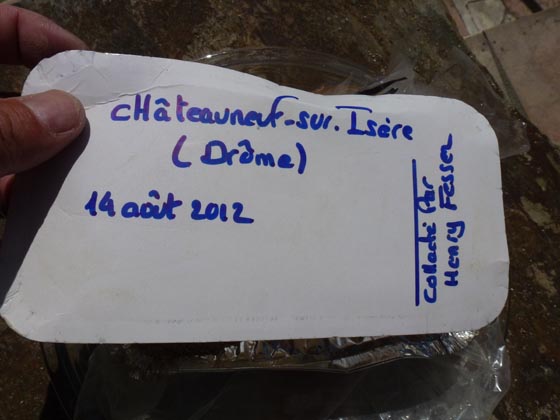 Châteauneuf-sur-Isère
(Drôme)
14 août 2012
Collecté Par
Henry Fesser